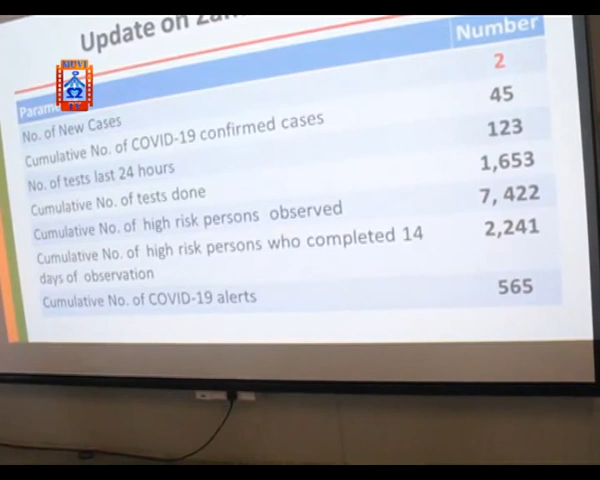 Update on Zam
Number
MUVI
TV
Param
No. of New Cases
2
Cumulative No. of COVID-19 confirmed cases
45
No. of tests last 24 hours
123
Cumulative No. of tests done
1,653
Cumulative No. of high risk persons observed
7, 422
Cumulative No. of high risk persons who completed 14
days of observation
2,241
Cumulative No. of COVID-19 alerts
565